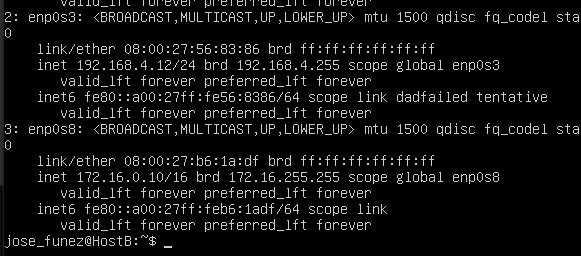 valid_lft forever preferred_lft forever
2: enp0s3: <BROADCAST,MULTICAST,UP,LOWER_UP> mtu 1500 qdisc fq_codel sta
0
link/ether 08:00:27:56:83:86 brd ff:ff:ff:ff:ff:ff
inet 192.168.4.12/24 brd 192.168.4.255 scope global enp0s3
valid_lft forever preferred_lft forever
inet6 fe80::a00:27ff:fe56:8386/64 scope link dadfailed tentative
valid_lft forever preferred_lft forever
3: enp0s8: <BROADCAST,MULTICAST,UP,LOWER_UP> mtu 1500 qdisc fq_codel sta
0
link/ether 08:00:27:b6:1a:df brd ff:ff:ff:ff:ff:ff
inet 172.16.0.10/16 brd 172.16.255.255 scope global enp0s8
valid_lft forever preferred_lft forever
inet6 fe80::a00:27ff:feb6:1adf/64 scope link
valid_lft forever preferred_lft forever
jose_funez@HostB:~$ _